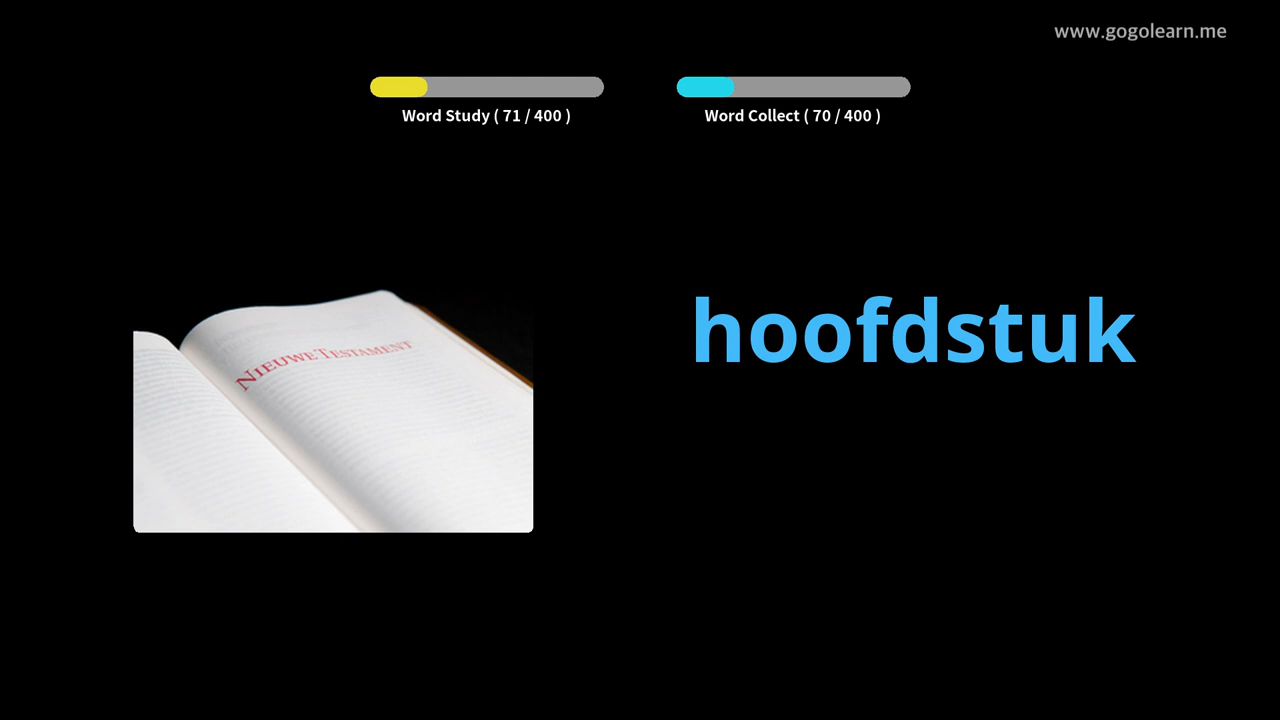 www.gogolearn.me
Word Study ( 71 / 400 )
Word Collect ( 70 / 400 )
hoofdstuk
NIEUWE TESTAMENT